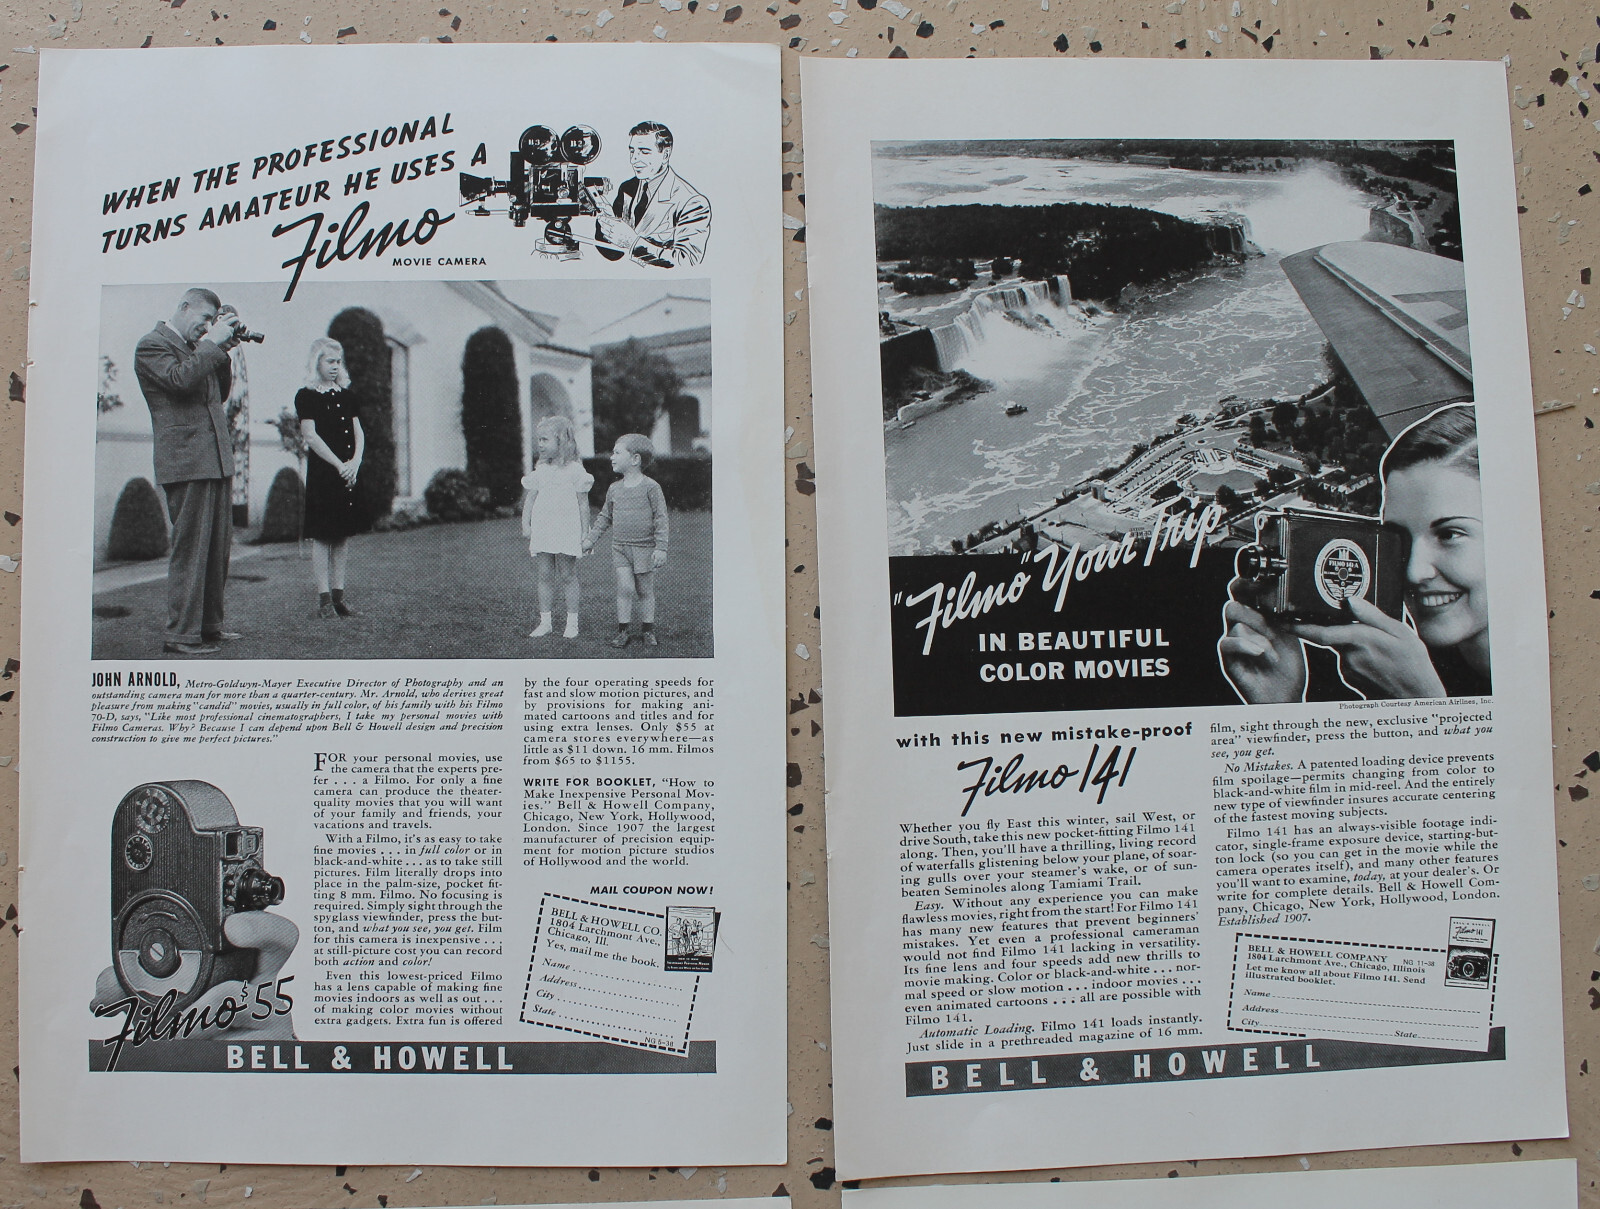 WHEN THE PROFESSIONAL
TURNS AMATEUR HE USES A
Filmo
MOVIE CAMERA
JOHN ARNOLD, Metro-Goldwyn-Mayer Executive Director of Photography and an
outstanding camera man for more than a quarter-century. Mr. Arnold, who derives great
pleasure from making "candid" movies, usually in full color, of his family with his Filmo
70-D, says, "Like most professional cinematographers, I take my personal movies with
Filmo Cameras. Why? Because I can depend upon Bell & Howell design and precision
construction to give me perfect pictures."
FOR your personal movies, use
the camera that the experts pre-
fer . . . a Filmo. For only a fine
camera can produce the theater-
quality movies that you will want
of your family and friends, your
vacations and travels.
With a Filmo, it's as easy to take
fine movies . . . in full color or in
black-and-white . . . as to take still
pictures. Film literally drops into
place in the palm-size, pocket fit-
ting 8 mm. Filmo. No focusing is
required. Simply sight through the
spyglass viewfinder, press the but-
ton, and what you see, you get. Film
for this camera is inexpensive . . .
at still-picture cost you can record
both action and color!
Even this lowest-priced Filmo
has a lens capable of making fine
movies indoors as well as out . . .
of making color movies without
extra gadgets. Extra fun is offered
by the four operating speeds for
fast and slow motion pictures, and
by provisions for making ani-
mated cartoons and titles and for
using extra lenses. Only $55 at
camera stores everywhere—as
little as $11 down. 16 mm. Filmos
from $65 to $1155.
WRITE FOR BOOKLET, "How to
Make Inexpensive Personal Mov-
ies." Bell & Howell Company,
Chicago, New York, Hollywood,
London. Since 1907 the largest
manufacturer of precision equip-
ment for motion picture studios
of Hollywood and the world.
MAIL COUPON NOW!
BELL & HOWELL CO.
1804 Larchmont Ave.,
Chicago, Ill.
Yes, mail me the book.
Name
Address
City
State
NG 5-38
Filmo $55
BELL & HOWELL
FILMO 141-A
"Filmo" Your Trip
IN BEAUTIFUL
COLOR MOVIES
Photograph Courtesy American Airlines, Inc.
with this new mistake-proof
Filmo 141
Whether you fly East this winter, sail West, or
drive South, take this new pocket-fitting Filmo 141
along. Then, you'll have a thrilling, living record
of waterfalls glistening below your plane, of soar-
ing gulls over your steamer's wake, or of sun-
beaten Seminoles along Tamiami Trail.
Easy. Without any experience you can make
flawless movies, right from the start! For Filmo 141
has many new features that prevent beginners'
mistakes. Yet even a professional cameraman
would not find Filmo 141 lacking in versatility.
Its fine lens and four speeds add new thrills to
movie making. Color or black-and-white . . . nor-
mal speed or slow motion . . . indoor movies . . .
even animated cartoons . . . all are possible with
Filmo 141.
Automatic Loading. Filmo 141 loads instantly.
Just slide in a prethreaded magazine of 16 mm.
film, sight through the new, exclusive "projected
area" viewfinder, press the button, and what you
see, you get.
No Mistakes. A patented loading device prevents
film spoilage—permits changing from color to
black-and-white film in mid-reel. And the entirely
new type of viewfinder insures accurate centering
of the fastest moving subjects.
Filmo 141 has an always-visible footage indi-
cator, single-frame exposure device, starting-but-
ton lock (so you can get in the movie while the
camera operates itself), and many other features
you'll want to examine, today, at your dealer's. Or
write for complete details. Bell & Howell Com-
pany, Chicago, New York, Hollywood, London.
Established 1907.
BELL & HOWELL COMPANY NG 11-38
1804 Larchmont Ave., Chicago, Illinois
Let me know all about Filmo 141. Send
illustrated booklet.
Name
Address
City State
Filmo 141
BELL & HOWELL